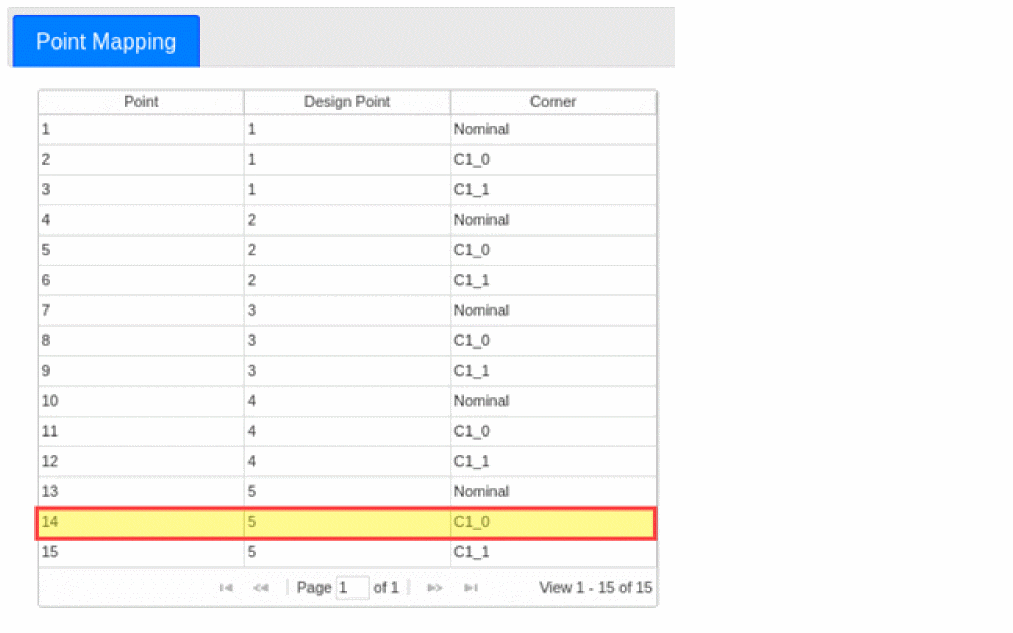 Point Mapping
Point Design Point Corner
1 1 Nominal
2 1 C1_0
3 1 C1_1
4 2 Nominal
5 2 C1_0
6 2 C1_1
7 3 Nominal
8 3 C1_0
9 3 C1_1
10 4 Nominal
11 4 C1_0
12 4 C1_1
13 5 Nominal
14 5 C1_0
15 5 C1_1
Page 1 of 1 View 1 - 15 of 15